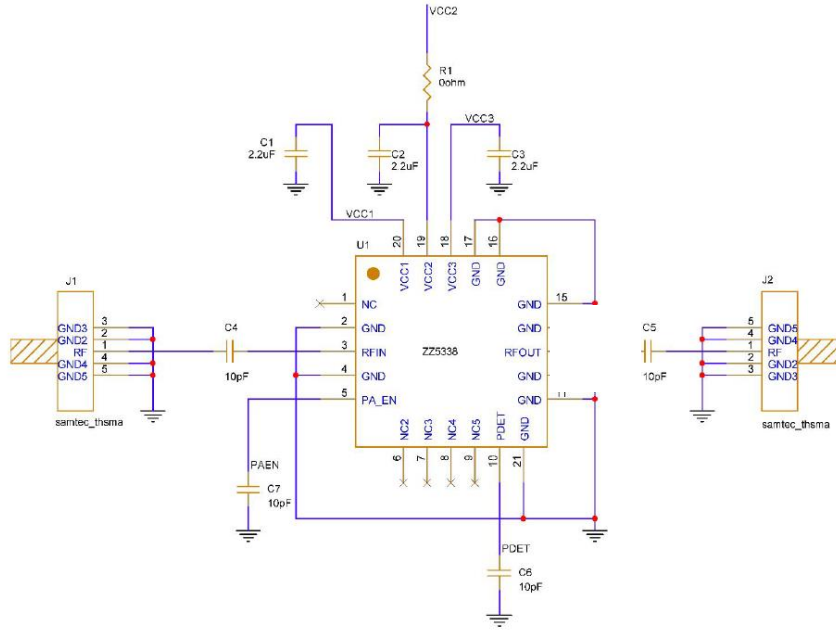 VCC2
R1
0ohm
C1
2.2uF
C2
2.2uF
VCC3
C3
2.2uF
VCC1
20
19
18
17
16
U1
VCC1
VCC2
VCC3
GND
GND
J1
J2
1
NC
GND
15
GND3
3
GND2
2
RF
1
GND4
4
GND5
5
samtec_thsma
C4
10pF
2
GND
3
RFIN
4
GND
5
PA_EN
ZZ5338
GND
RFOUT
GND
GND
C5
10pF
5
GND5
4
GND4
1
RF
2
GND2
3
GND3
samtec_thsma
NC2
NC3
NC4
NC5
PDET
GND
6
7
8
9
10
21
PAEN
C7
10pF
PDET
C6
10pF